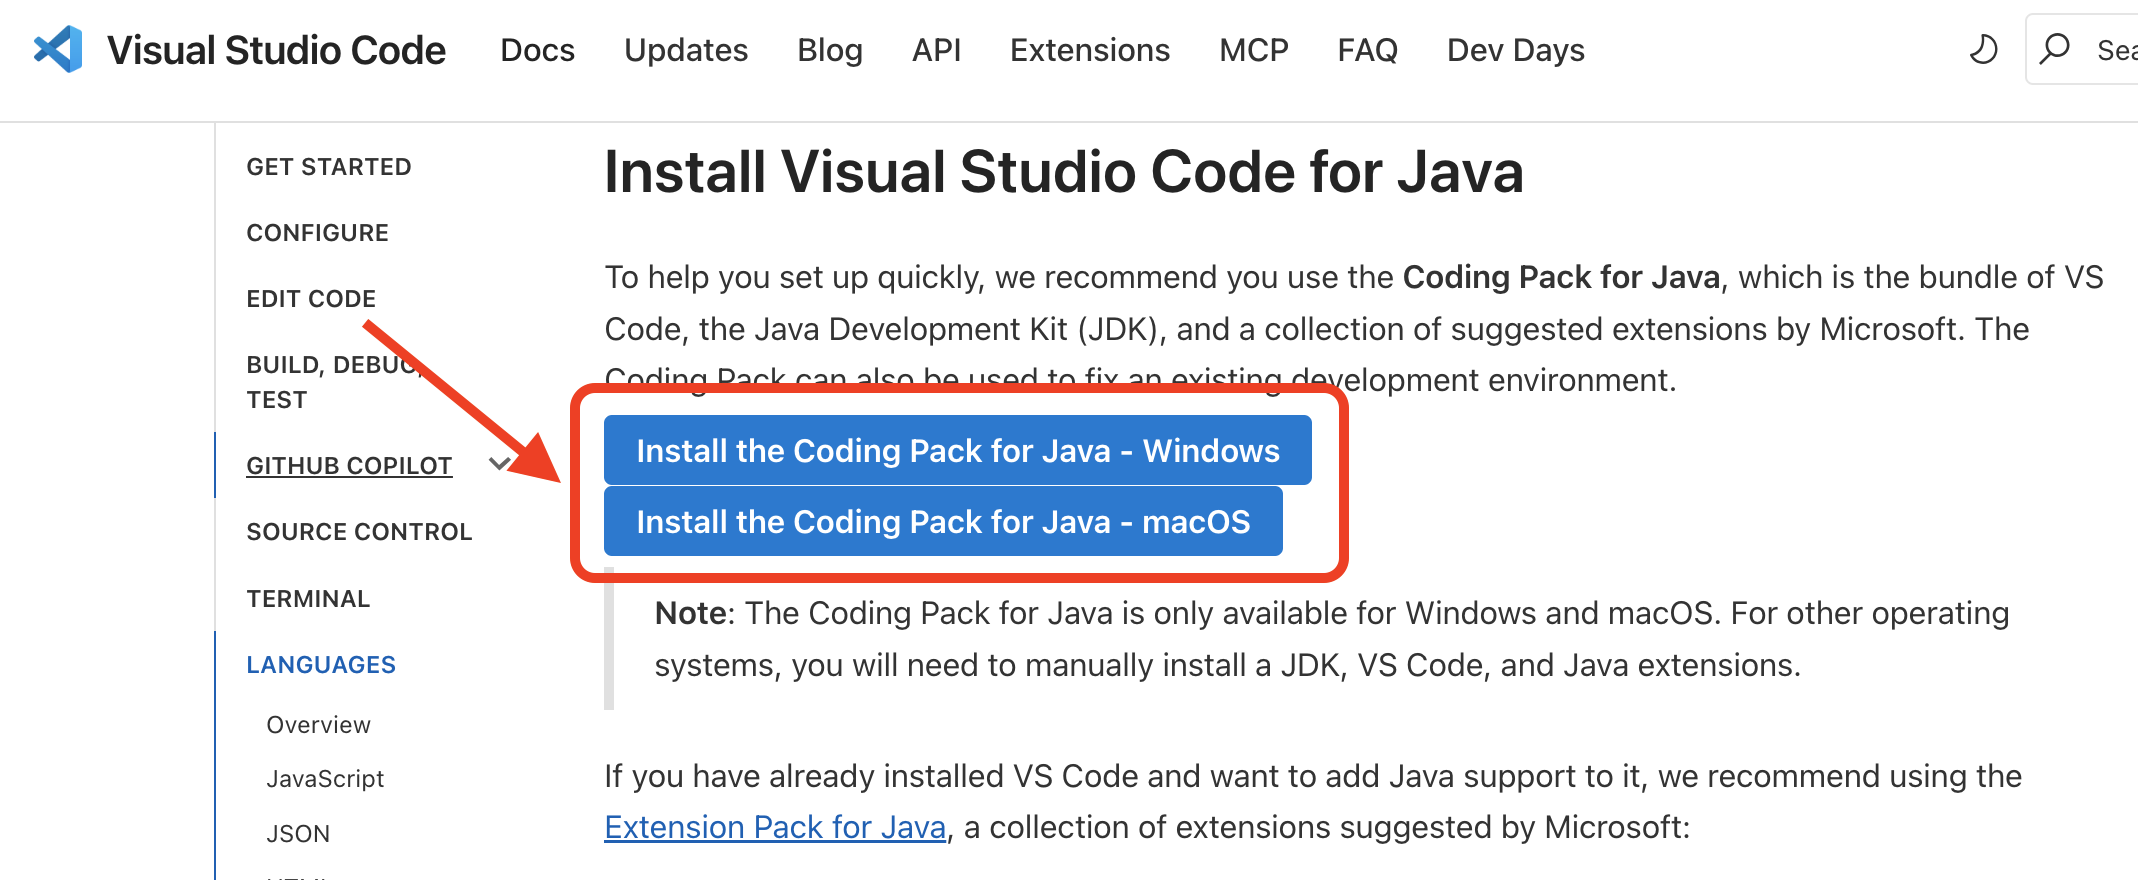 Visual Studio Code Docs Updates Blog API Extensions MCP FAQ Dev Days
GET STARTED
CONFIGURE
EDIT CODE
BUILD, DEBUG,
TEST
GITHUB COPILOT
SOURCE CONTROL
TERMINAL
LANGUAGES
Overview
JavaScript
JSON
Install Visual Studio Code for Java
To help you set up quickly, we recommend you use the Coding Pack for Java, which is the bundle of VS
Code, the Java Development Kit (JDK), and a collection of suggested extensions by Microsoft. The
Coding Pack can also be used to fix an existing development environment.
Install the Coding Pack for Java - Windows
Install the Coding Pack for Java - macOS
Note: The Coding Pack for Java is only available for Windows and macOS. For other operating
systems, you will need to manually install a JDK, VS Code, and Java extensions.
If you have already installed VS Code and want to add Java support to it, we recommend using the
Extension Pack for Java, a collection of extensions suggested by Microsoft: